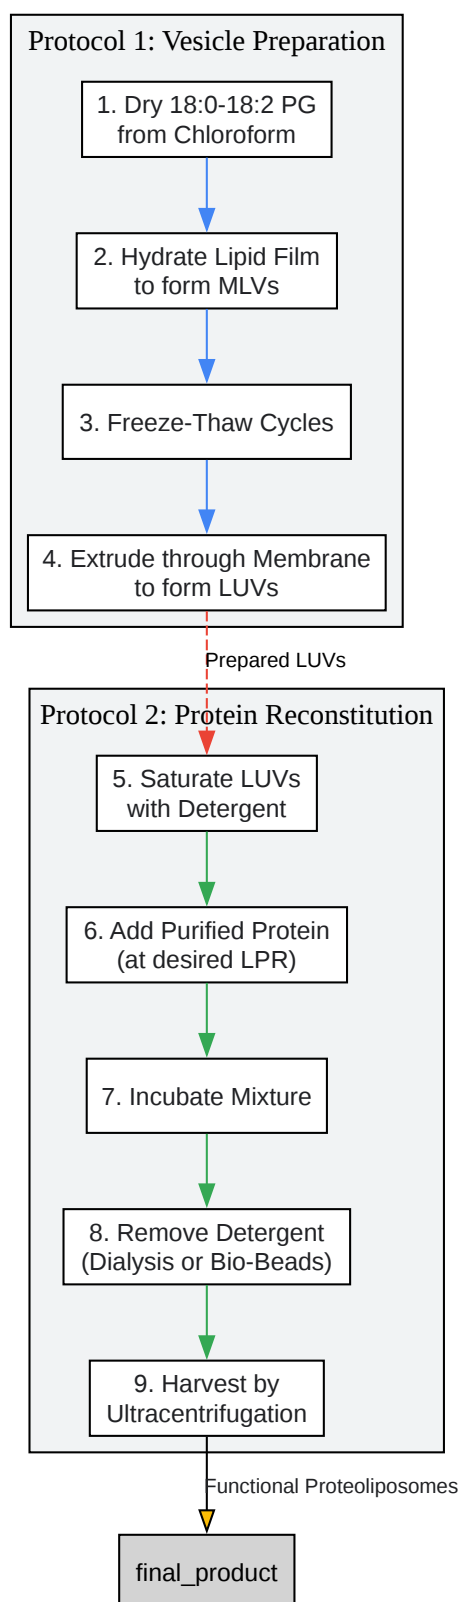 Protocol 1: Vesicle Preparation
1. Dry 18:0-18:2 PG
from Chloroform
2. Hydrate Lipid Film
to form MLVs
3. Freeze-Thaw Cycles
4. Extrude through Membrane
to form LUVs
Prepared LUVs
Protocol 2: Protein Reconstitution
5. Saturate LUVs
with Detergent
6. Add Purified Protein
(at desired LPR)
7. Incubate Mixture
8. Remove Detergent
(Dialysis or Bio-Beads)
9. Harvest by
Ultracentrifugation
Functional Proteoliposomes
final_product